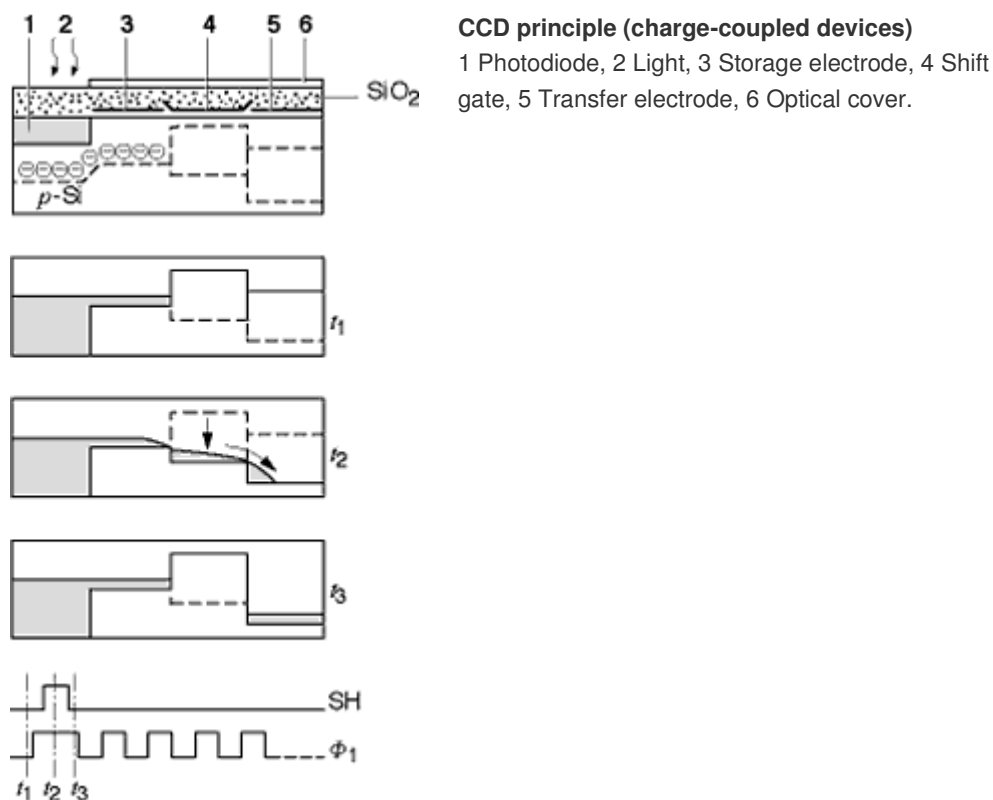 1 2 3 4 5 6
SiO₂
p-Si
t₁
t₂
t₃
SH
Φ₁
t₁ t₂ t₃
CCD principle (charge-coupled devices)
1 Photodiode, 2 Light, 3 Storage electrode, 4 Shift
gate, 5 Transfer electrode, 6 Optical cover.